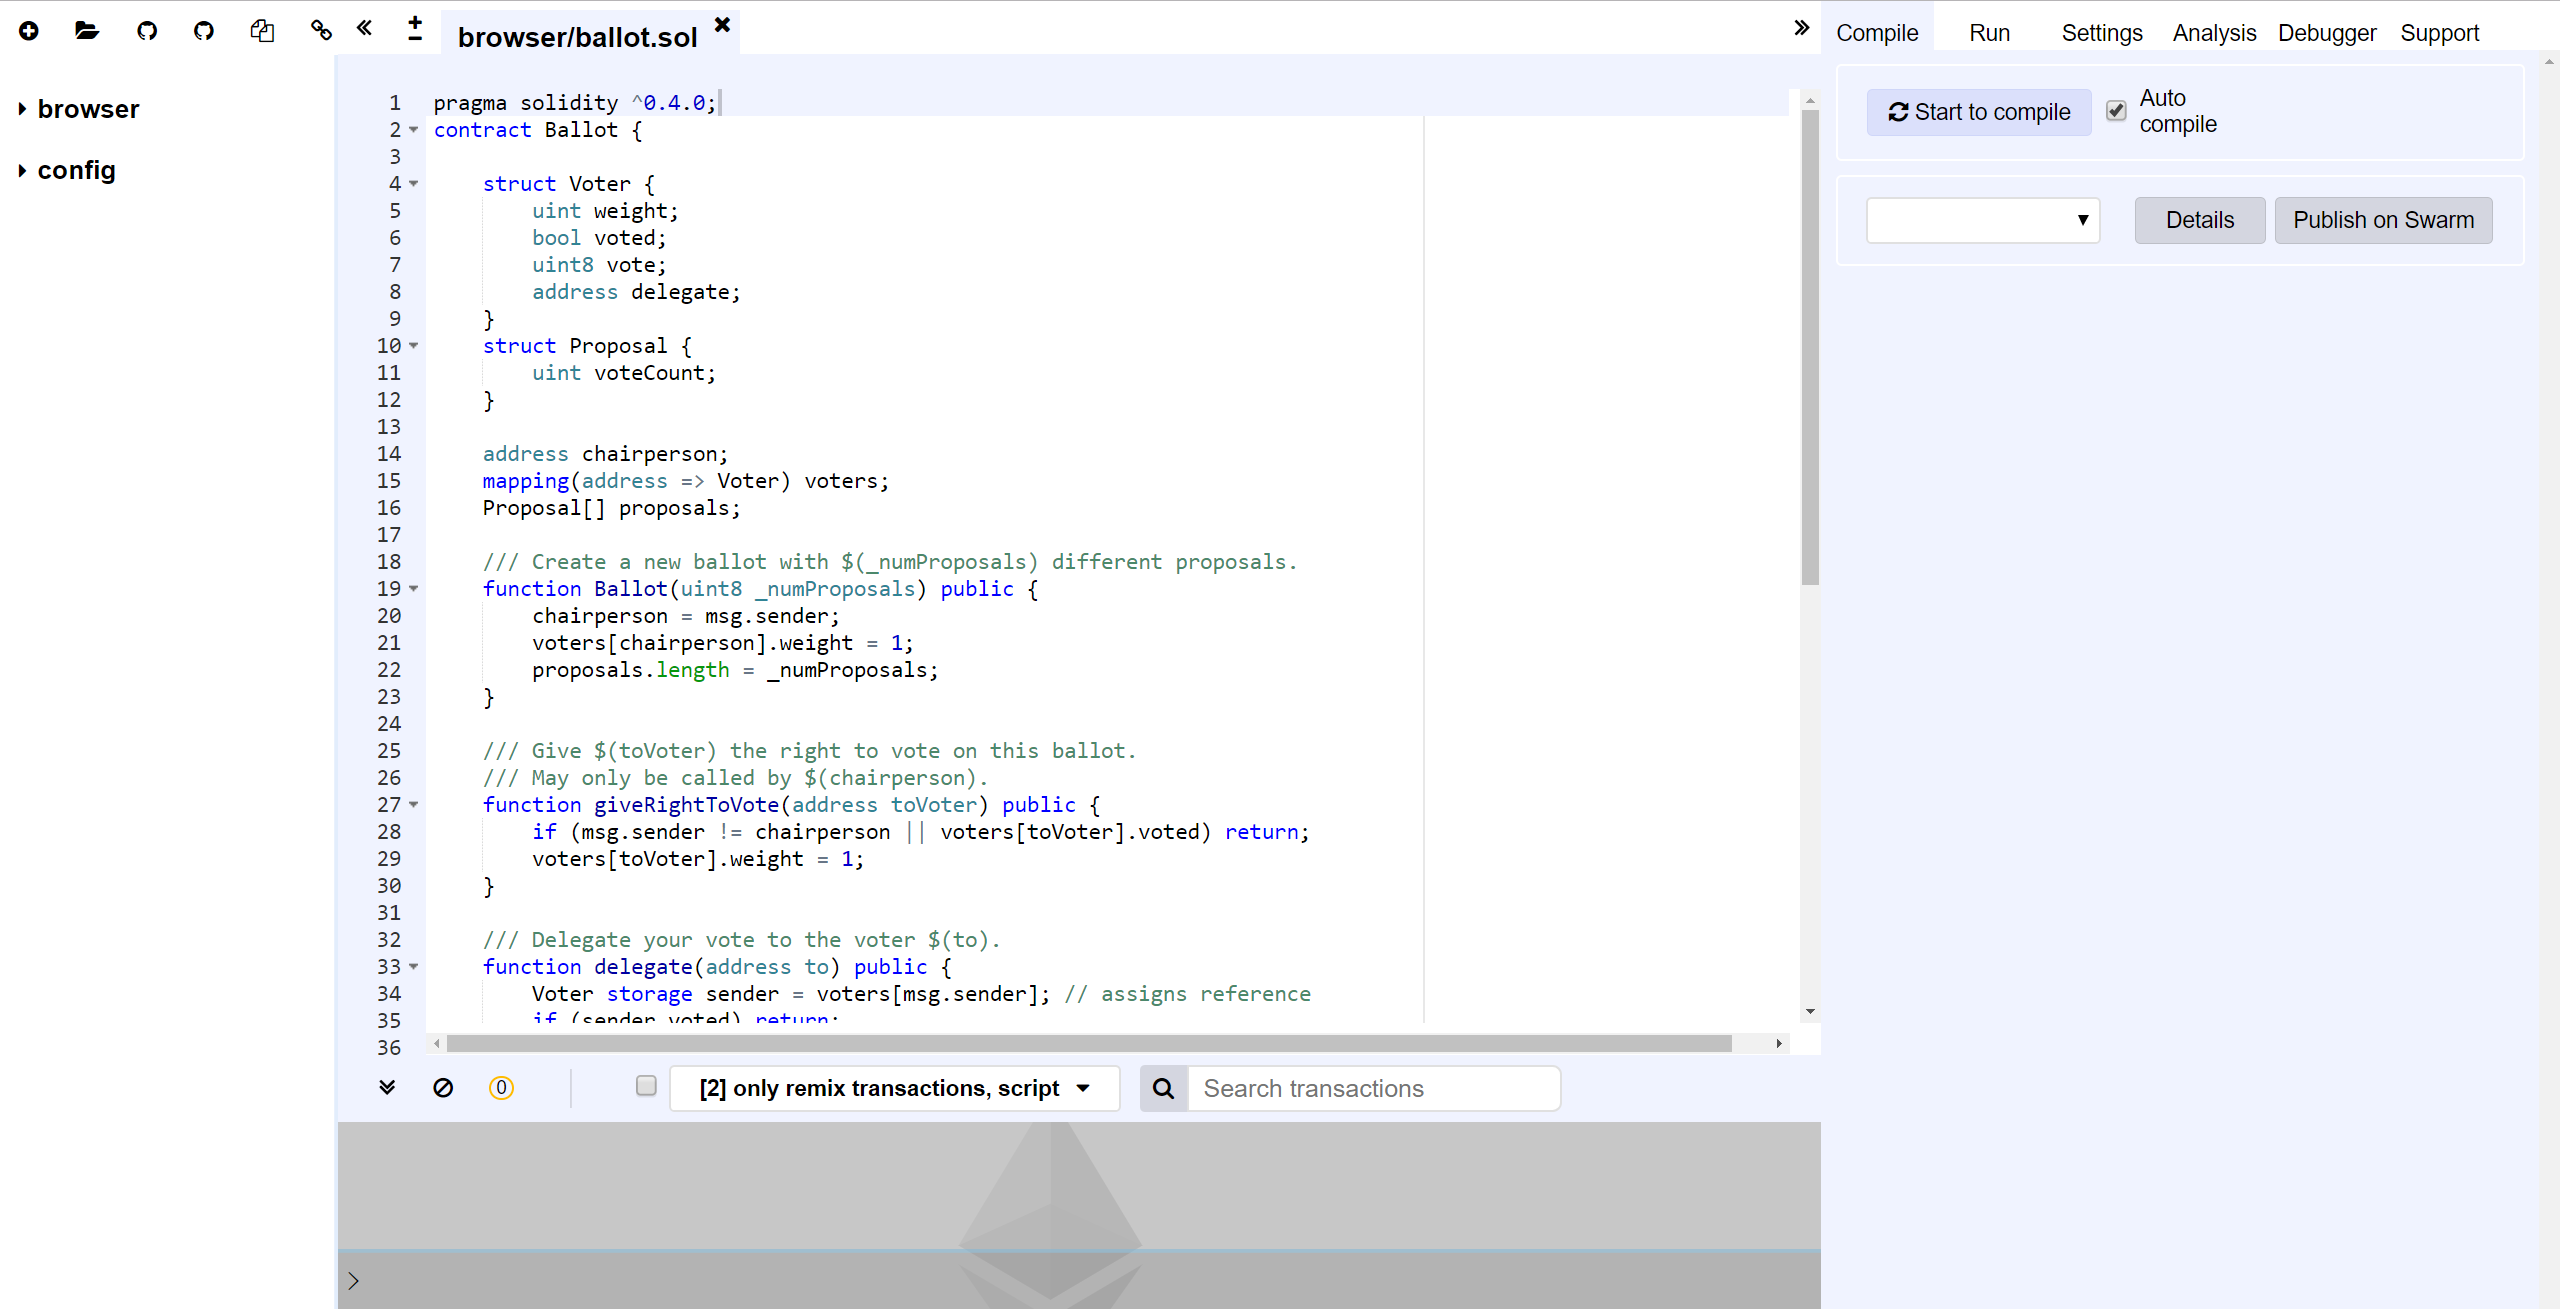 browser/ballot.sol
Compile Run Settings Analysis Debugger Support
browser
config
1 pragma solidity ^0.4.0;
2 contract Ballot {
3
4     struct Voter {
5         uint weight;
6         bool voted;
7         uint8 vote;
8         address delegate;
9     }
10     struct Proposal {
11         uint voteCount;
12     }
13
14     address chairperson;
15     mapping(address => Voter) voters;
16     Proposal[] proposals;
17
18     /// Create a new ballot with $(_numProposals) different proposals.
19     function Ballot(uint8 _numProposals) public {
20         chairperson = msg.sender;
21         voters[chairperson].weight = 1;
22         proposals.length = _numProposals;
23     }
24
25     /// Give $(toVoter) the right to vote on this ballot.
26     /// May only be called by $(chairperson).
27     function giveRightToVote(address toVoter) public {
28         if (msg.sender != chairperson || voters[toVoter].voted) return;
29         voters[toVoter].weight = 1;
30     }
31
32     /// Delegate your vote to the voter $(to).
33     function delegate(address to) public {
34         Voter storage sender = voters[msg.sender]; // assigns reference
35         if (sender.voted) return;
36
0
[2] only remix transactions, script
Search transactions
>
Start to compile
Auto
compile
Details
Publish on Swarm